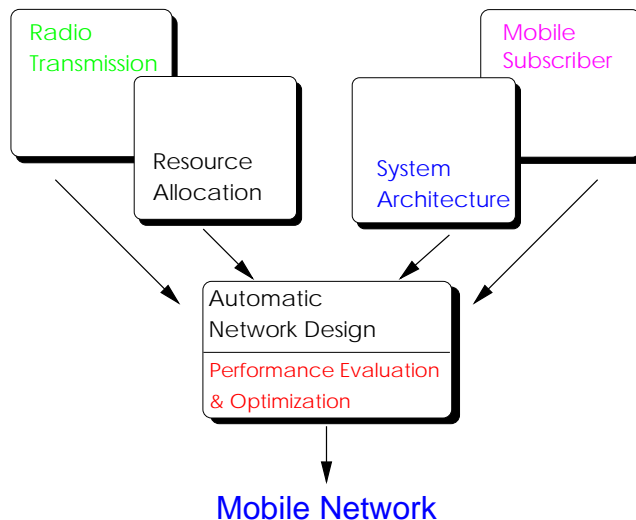 Radio
Transmission
Mobile
Subscriber
Resource
Allocation
System
Architecture
Automatic
Network Design
Performance Evaluation
& Optimization
Mobile Network